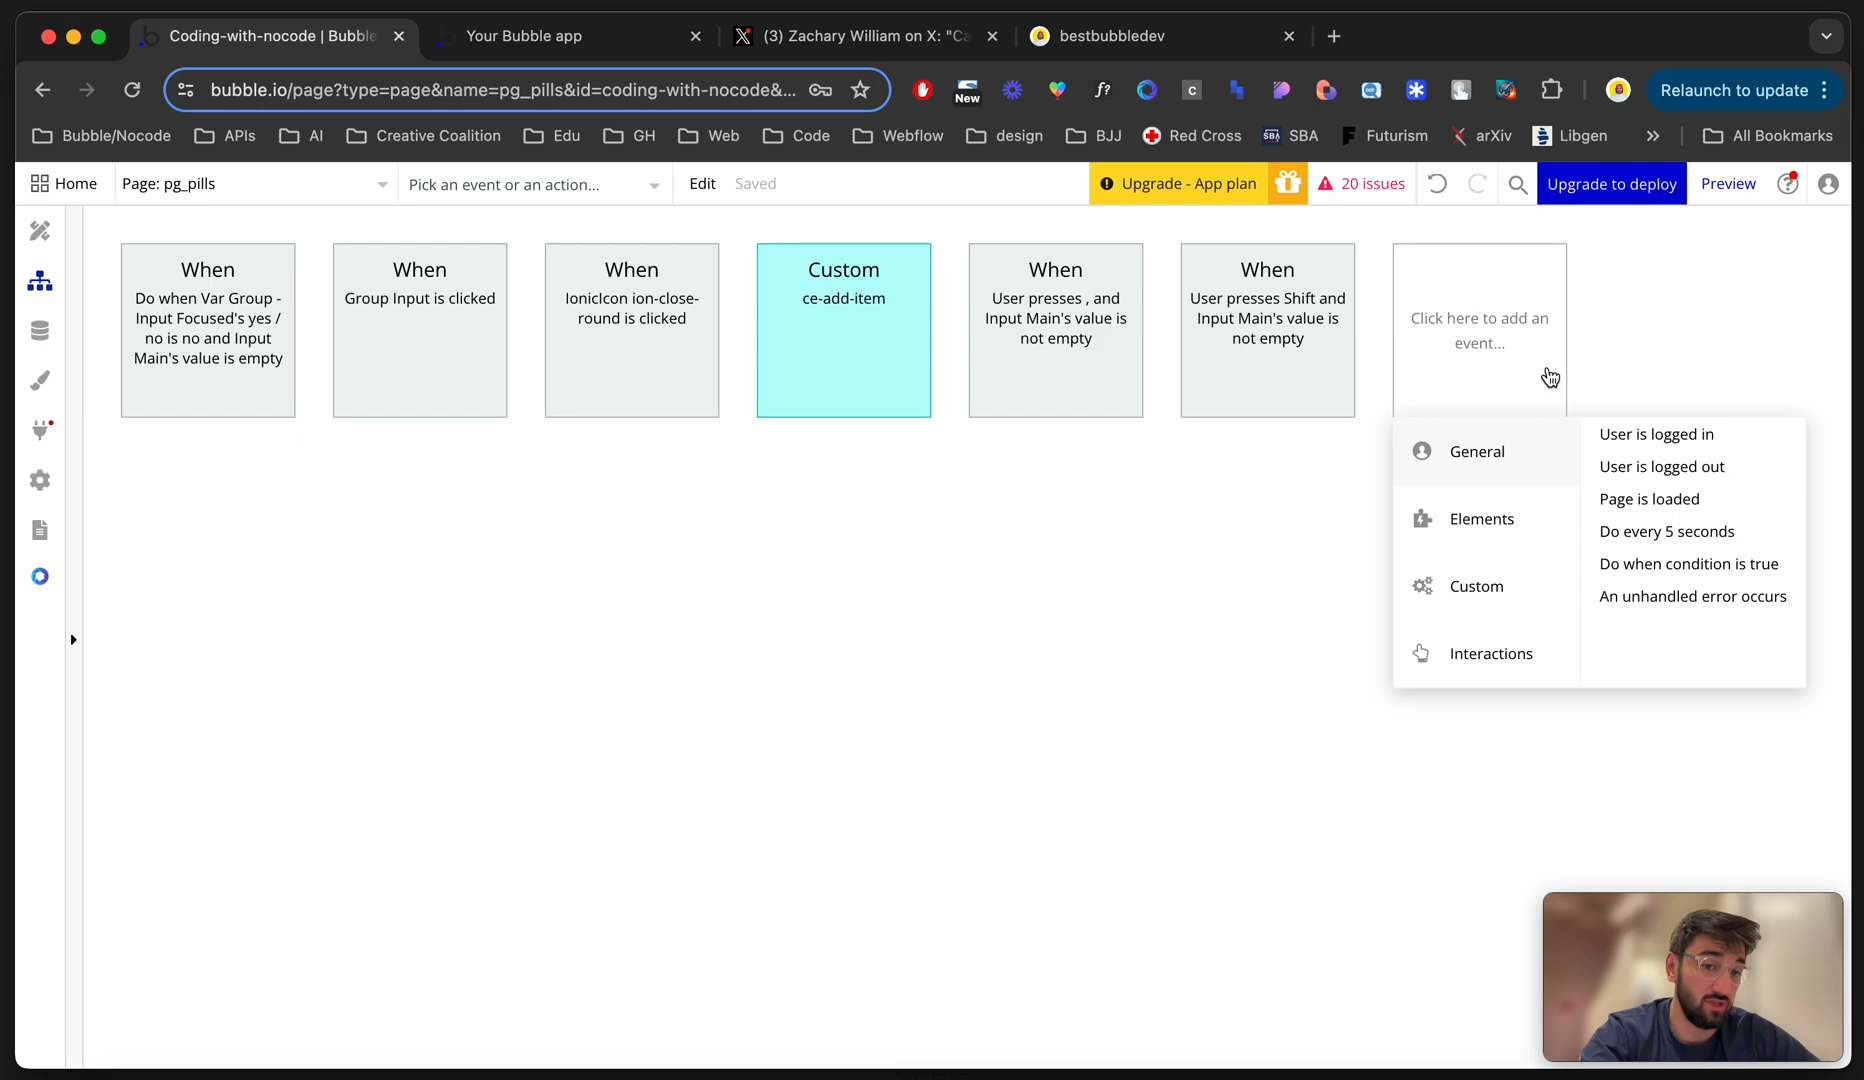 Coding-with-nocode | Bubble
Your Bubble app
(3) Zachary William on X: "Ca
bestbubbledev
bubble.io/page?type=page&name=pg_pills&id=coding-with-nocode&...
New
f?
C
Relaunch to update
Bubble/Nocode
APIs
AI
Creative Coalition
Edu
GH
Web
Code
Webflow
design
BJJ
Red Cross
SBA
SBA
Futurism
arXiv
Libgen
All Bookmarks
Home
Page: pg_pills
Pick an event or an action...
Edit
Saved
Upgrade - App plan
20 issues
Upgrade to deploy
Preview
When
Do when Var Group -
Input Focused's yes /
no is no and Input
Main's value is empty
When
Group Input is clicked
When
IonicIcon ion-close-
round is clicked
Custom
ce-add-item
When
User presses , and
Input Main's value is
not empty
When
User presses Shift and
Input Main's value is
not empty
Click here to add an
event...
General
Elements
Custom
Interactions
User is logged in
User is logged out
Page is loaded
Do every 5 seconds
Do when condition is true
An unhandled error occurs